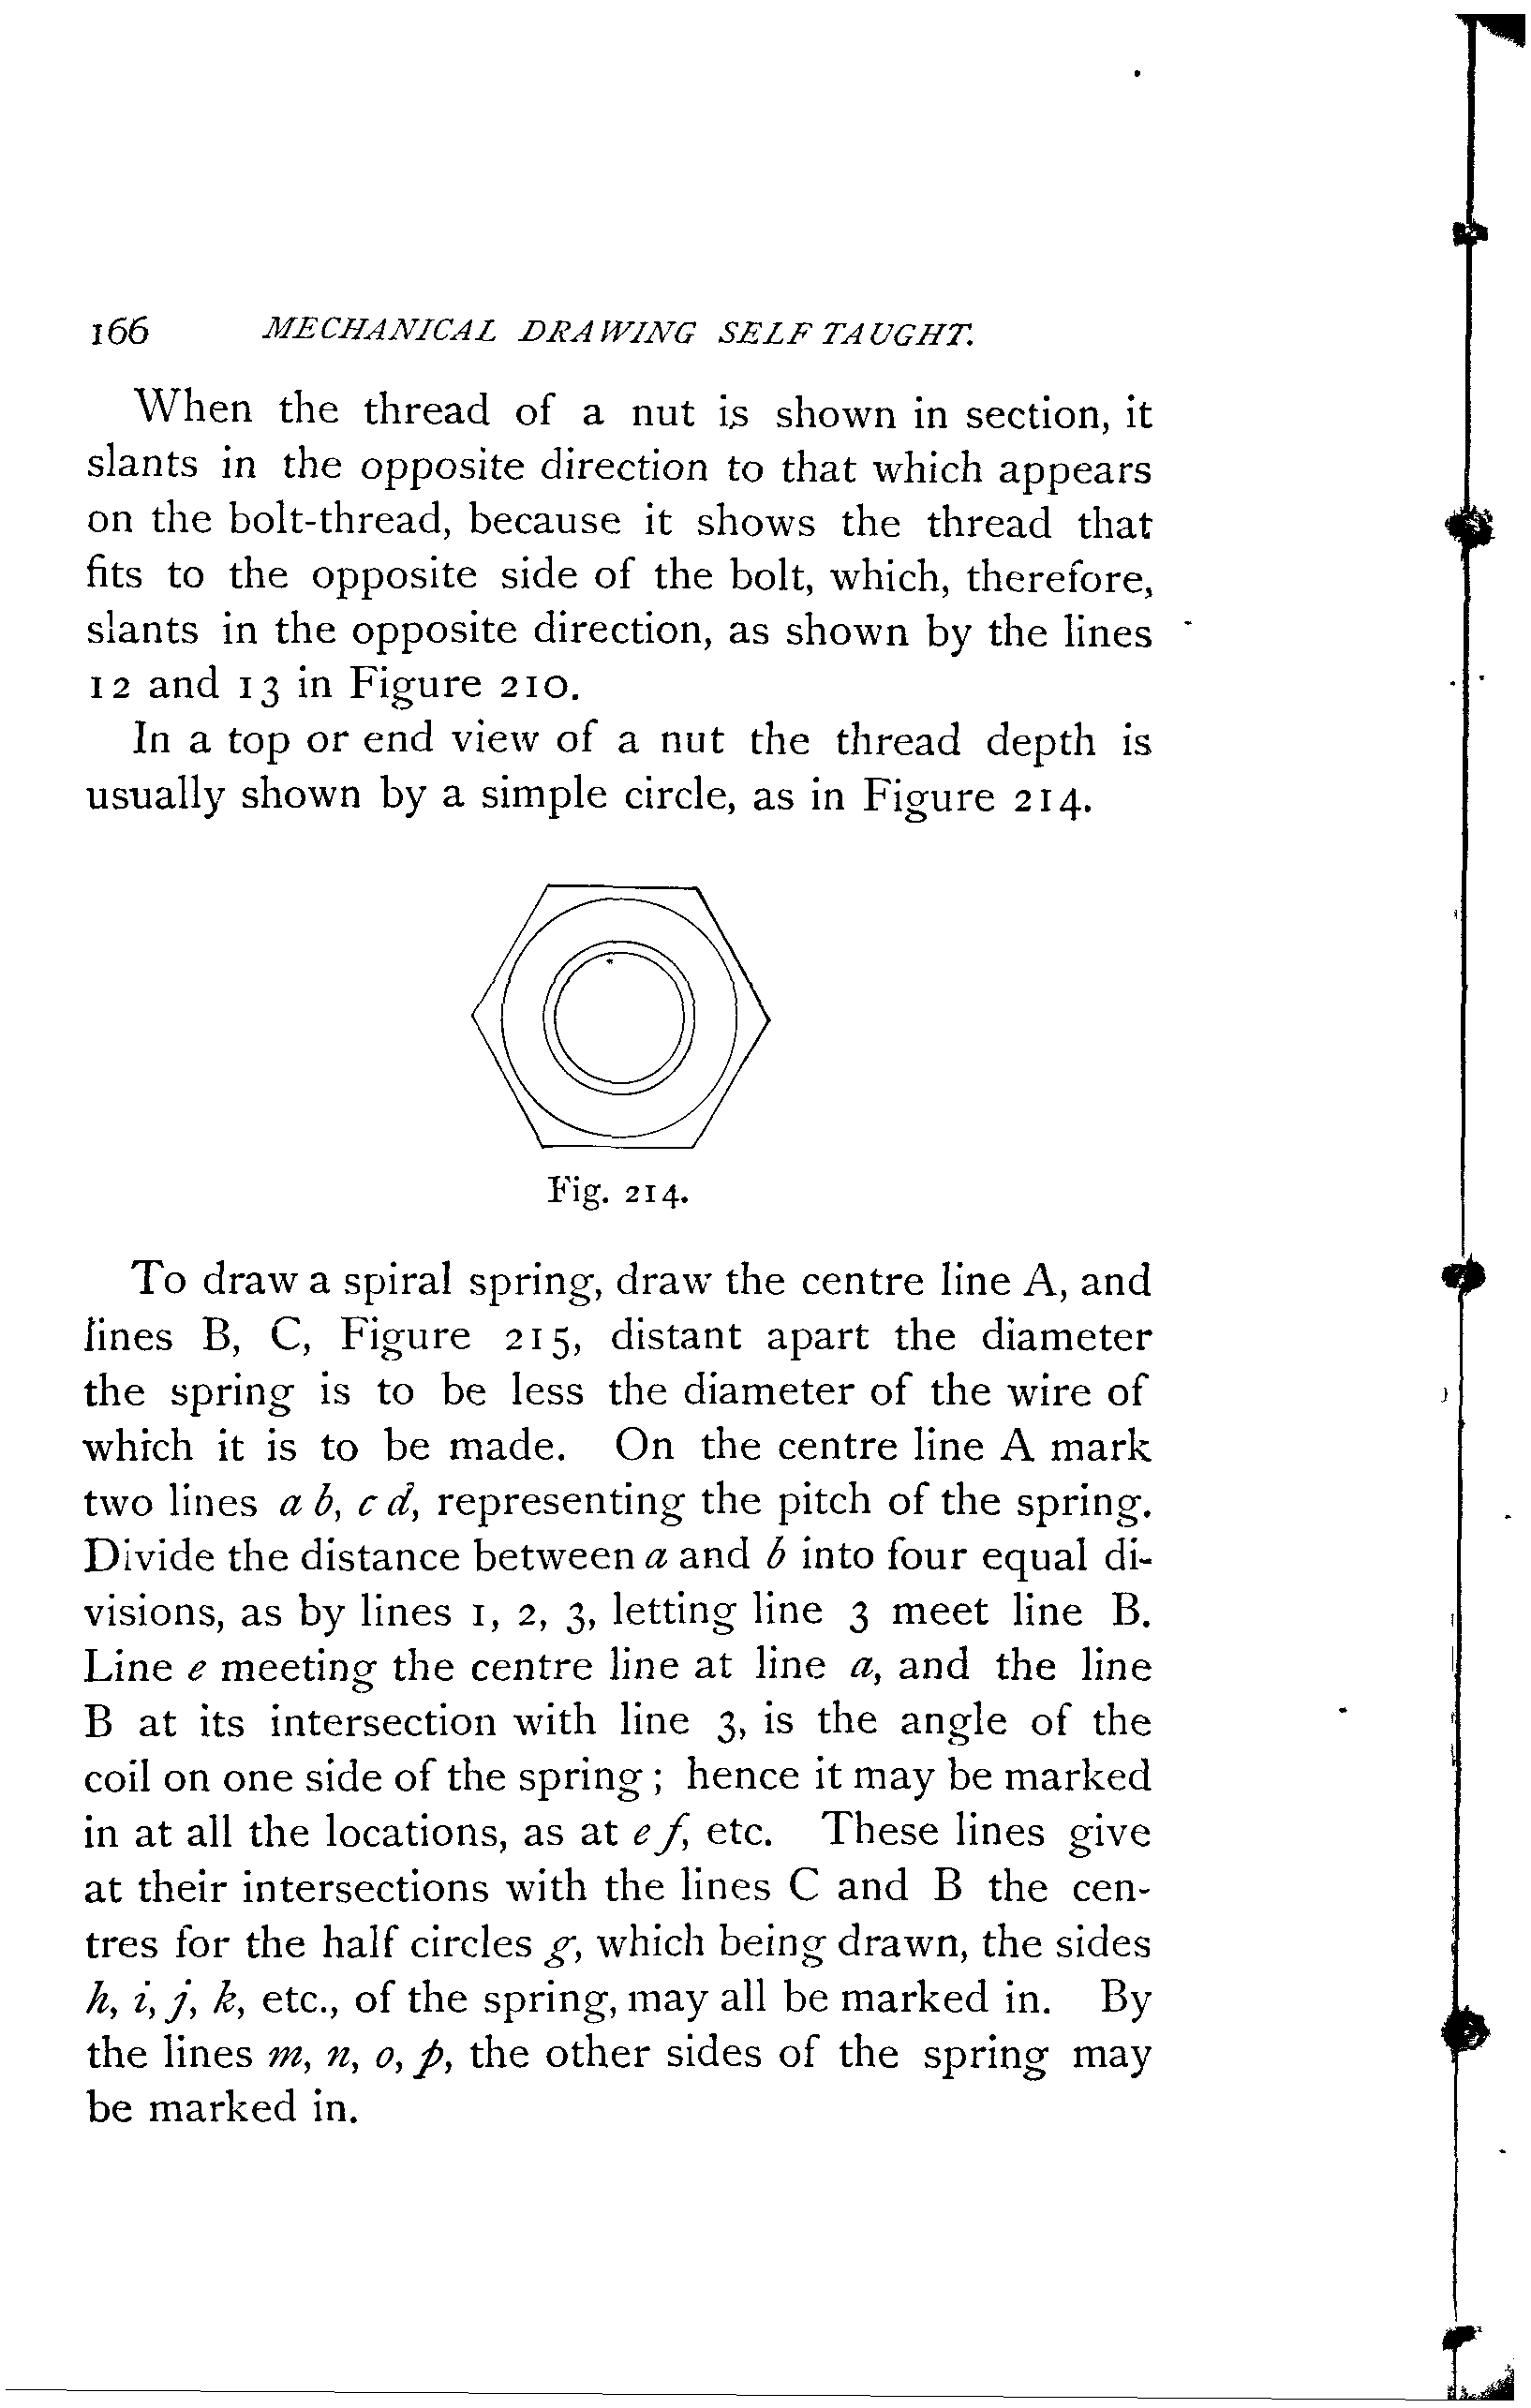 166 MECHANICAL DRAWING SELF TAUGHT.
When the thread of a nut is shown in section, it
slants in the opposite direction to that which appears
on the bolt-thread, because it shows the thread that
fits to the opposite side of the bolt, which, therefore,
slants in the opposite direction, as shown by the lines
12 and 13 in Figure 210.
In a top or end view of a nut the thread depth is
usually shown by a simple circle, as in Figure 214.
Fig. 214.
To draw a spiral spring, draw the centre line A, and
lines B, C, Figure 215, distant apart the diameter
the spring is to be less the diameter of the wire of
which it is to be made. On the centre line A mark
two lines a b, c d, representing the pitch of the spring.
Divide the distance between a and b into four equal di-
visions, as by lines 1, 2, 3, letting line 3 meet line B.
Line e meeting the centre line at line a, and the line
B at its intersection with line 3, is the angle of the
coil on one side of the spring; hence it may be marked
in at all the locations, as at e f, etc. These lines give
at their intersections with the lines C and B the cen-
tres for the half circles g, which being drawn, the sides
h, i, j, k, etc., of the spring, may all be marked in. By
the lines m, n, o, p, the other sides of the spring may
be marked in.